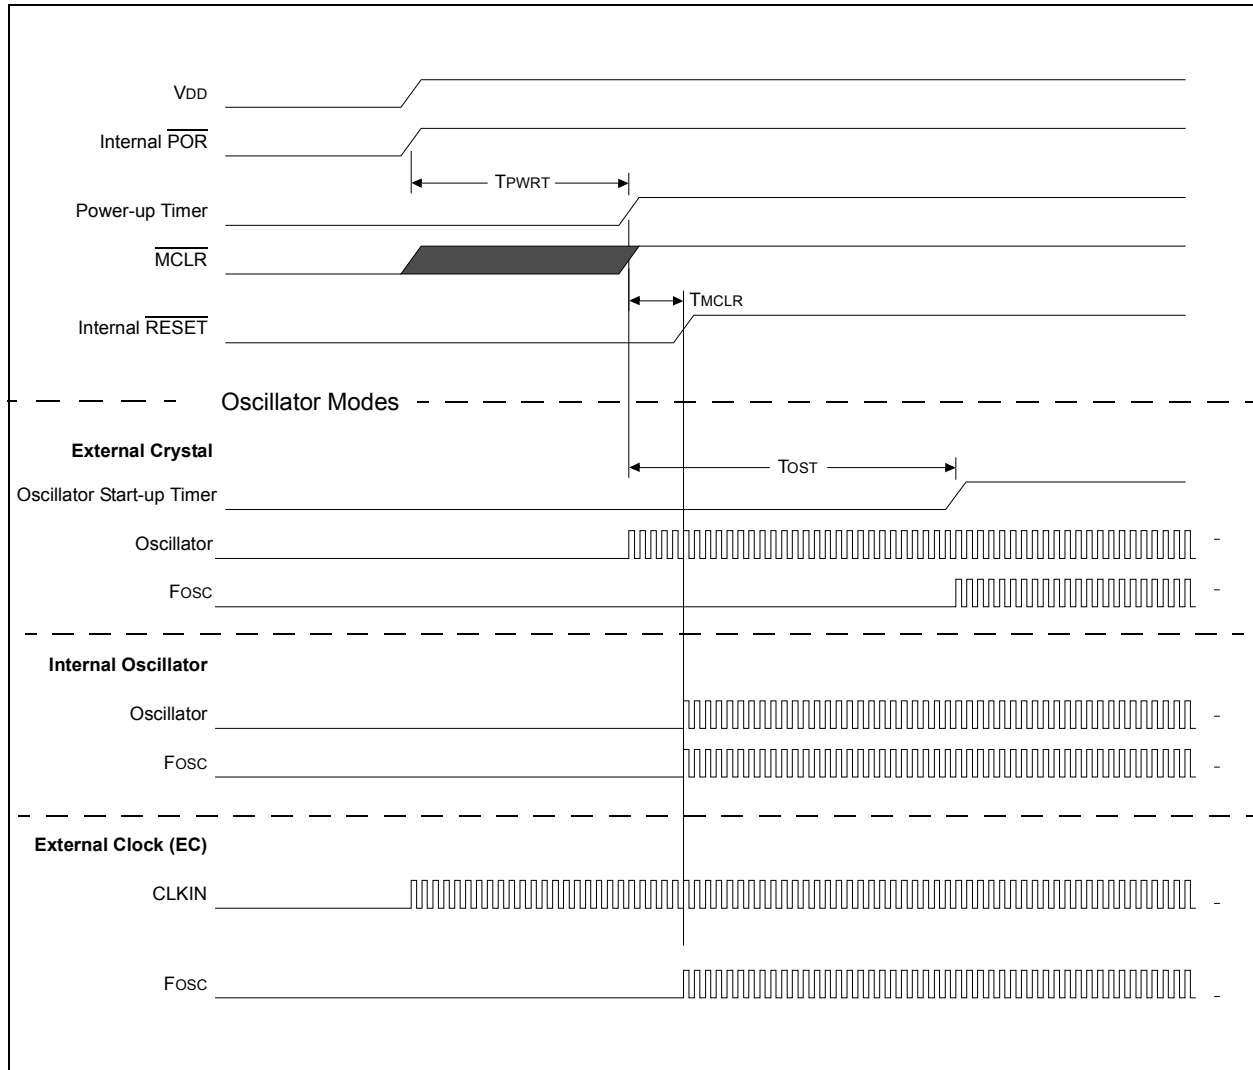 VDD
Internal POR
TPWRT
Power-up Timer
MCLR
TMCLR
Internal RESET
Oscillator Modes
External Crystal
TOST
Oscillator Start-up Timer
Oscillator
FOSC
Internal Oscillator
Oscillator
FOSC
External Clock (EC)
CLKIN
FOSC